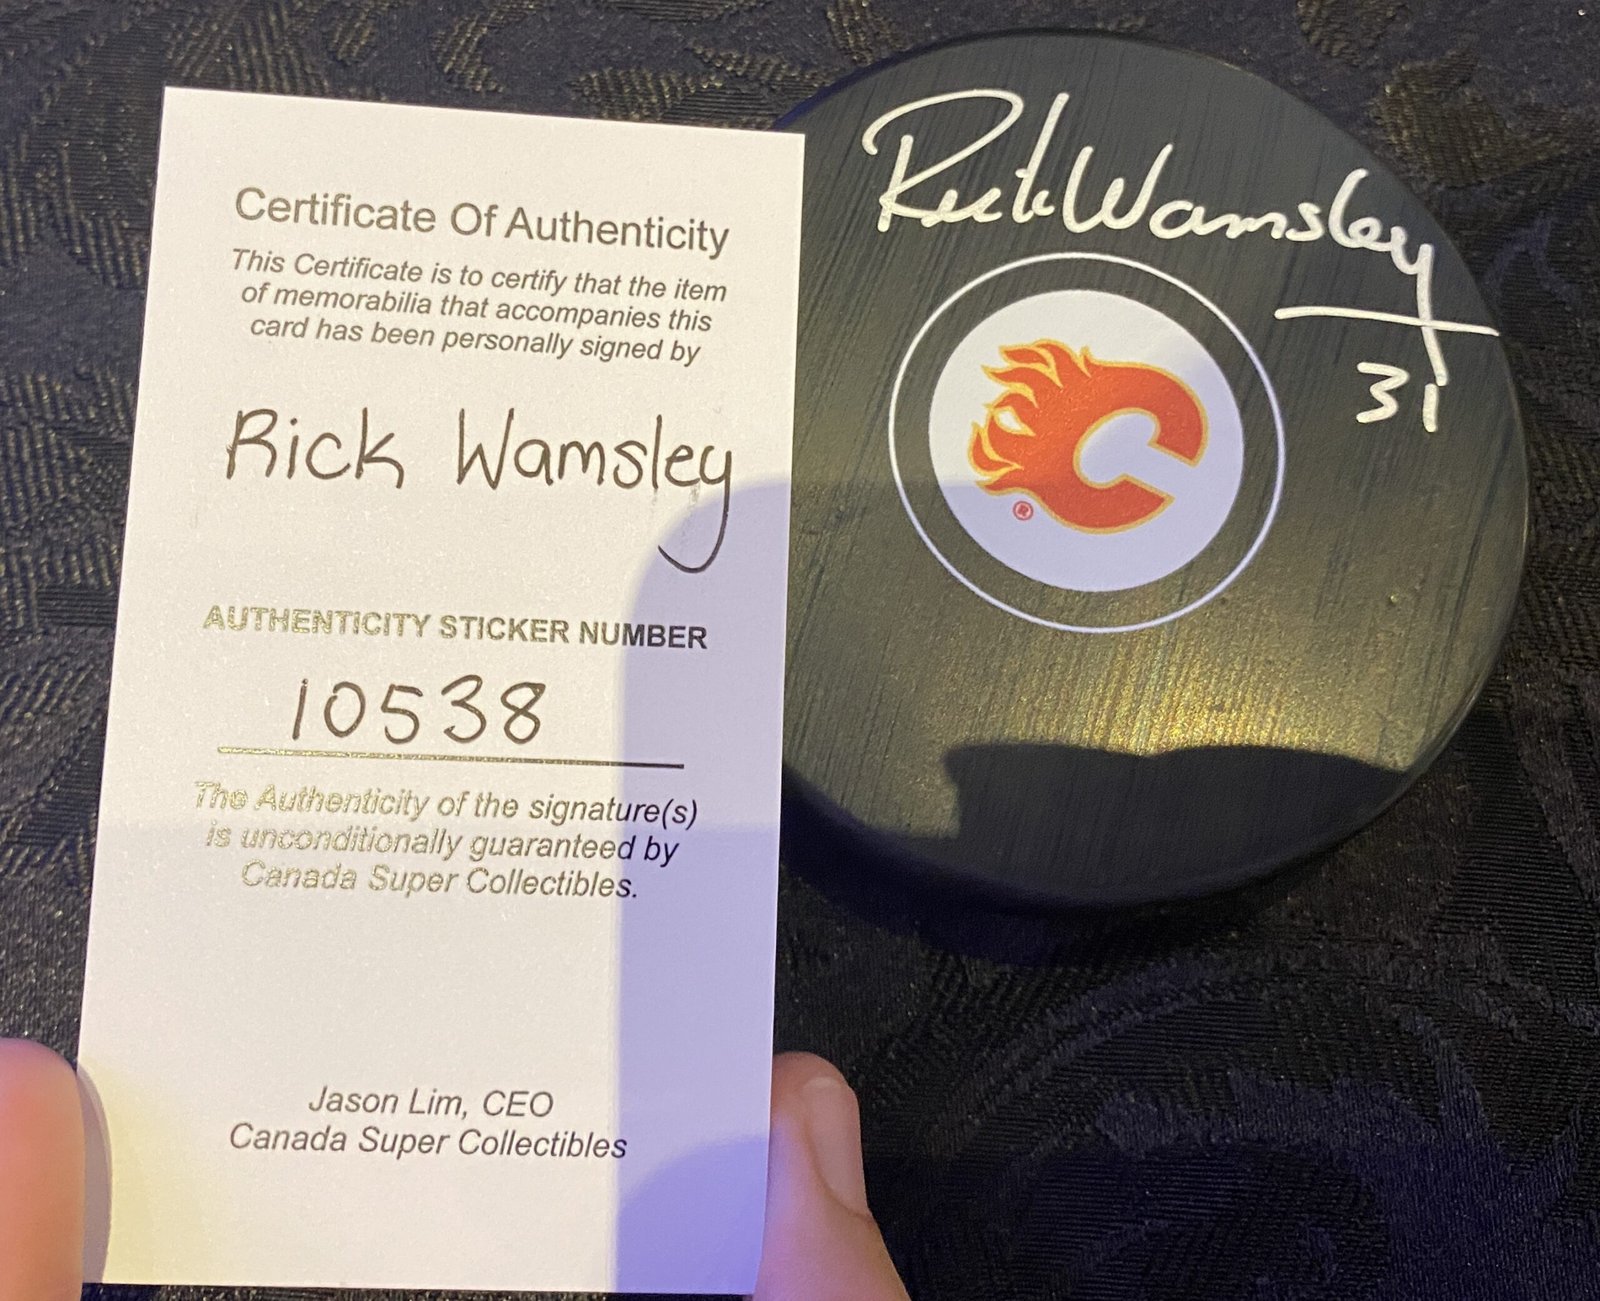 Certificate Of Authenticity
This Certificate is to certify that the item
of memorabilia that accompanies this
card has been personally signed by
Rick Wamsley
AUTHENTICITY STICKER NUMBER
10538
The Authenticity of the signature(s)
is unconditionally guaranteed by
Canada Super Collectibles.
Jason Lim, CEO
Canada Super Collectibles
Rick Wamsley
31
C
®